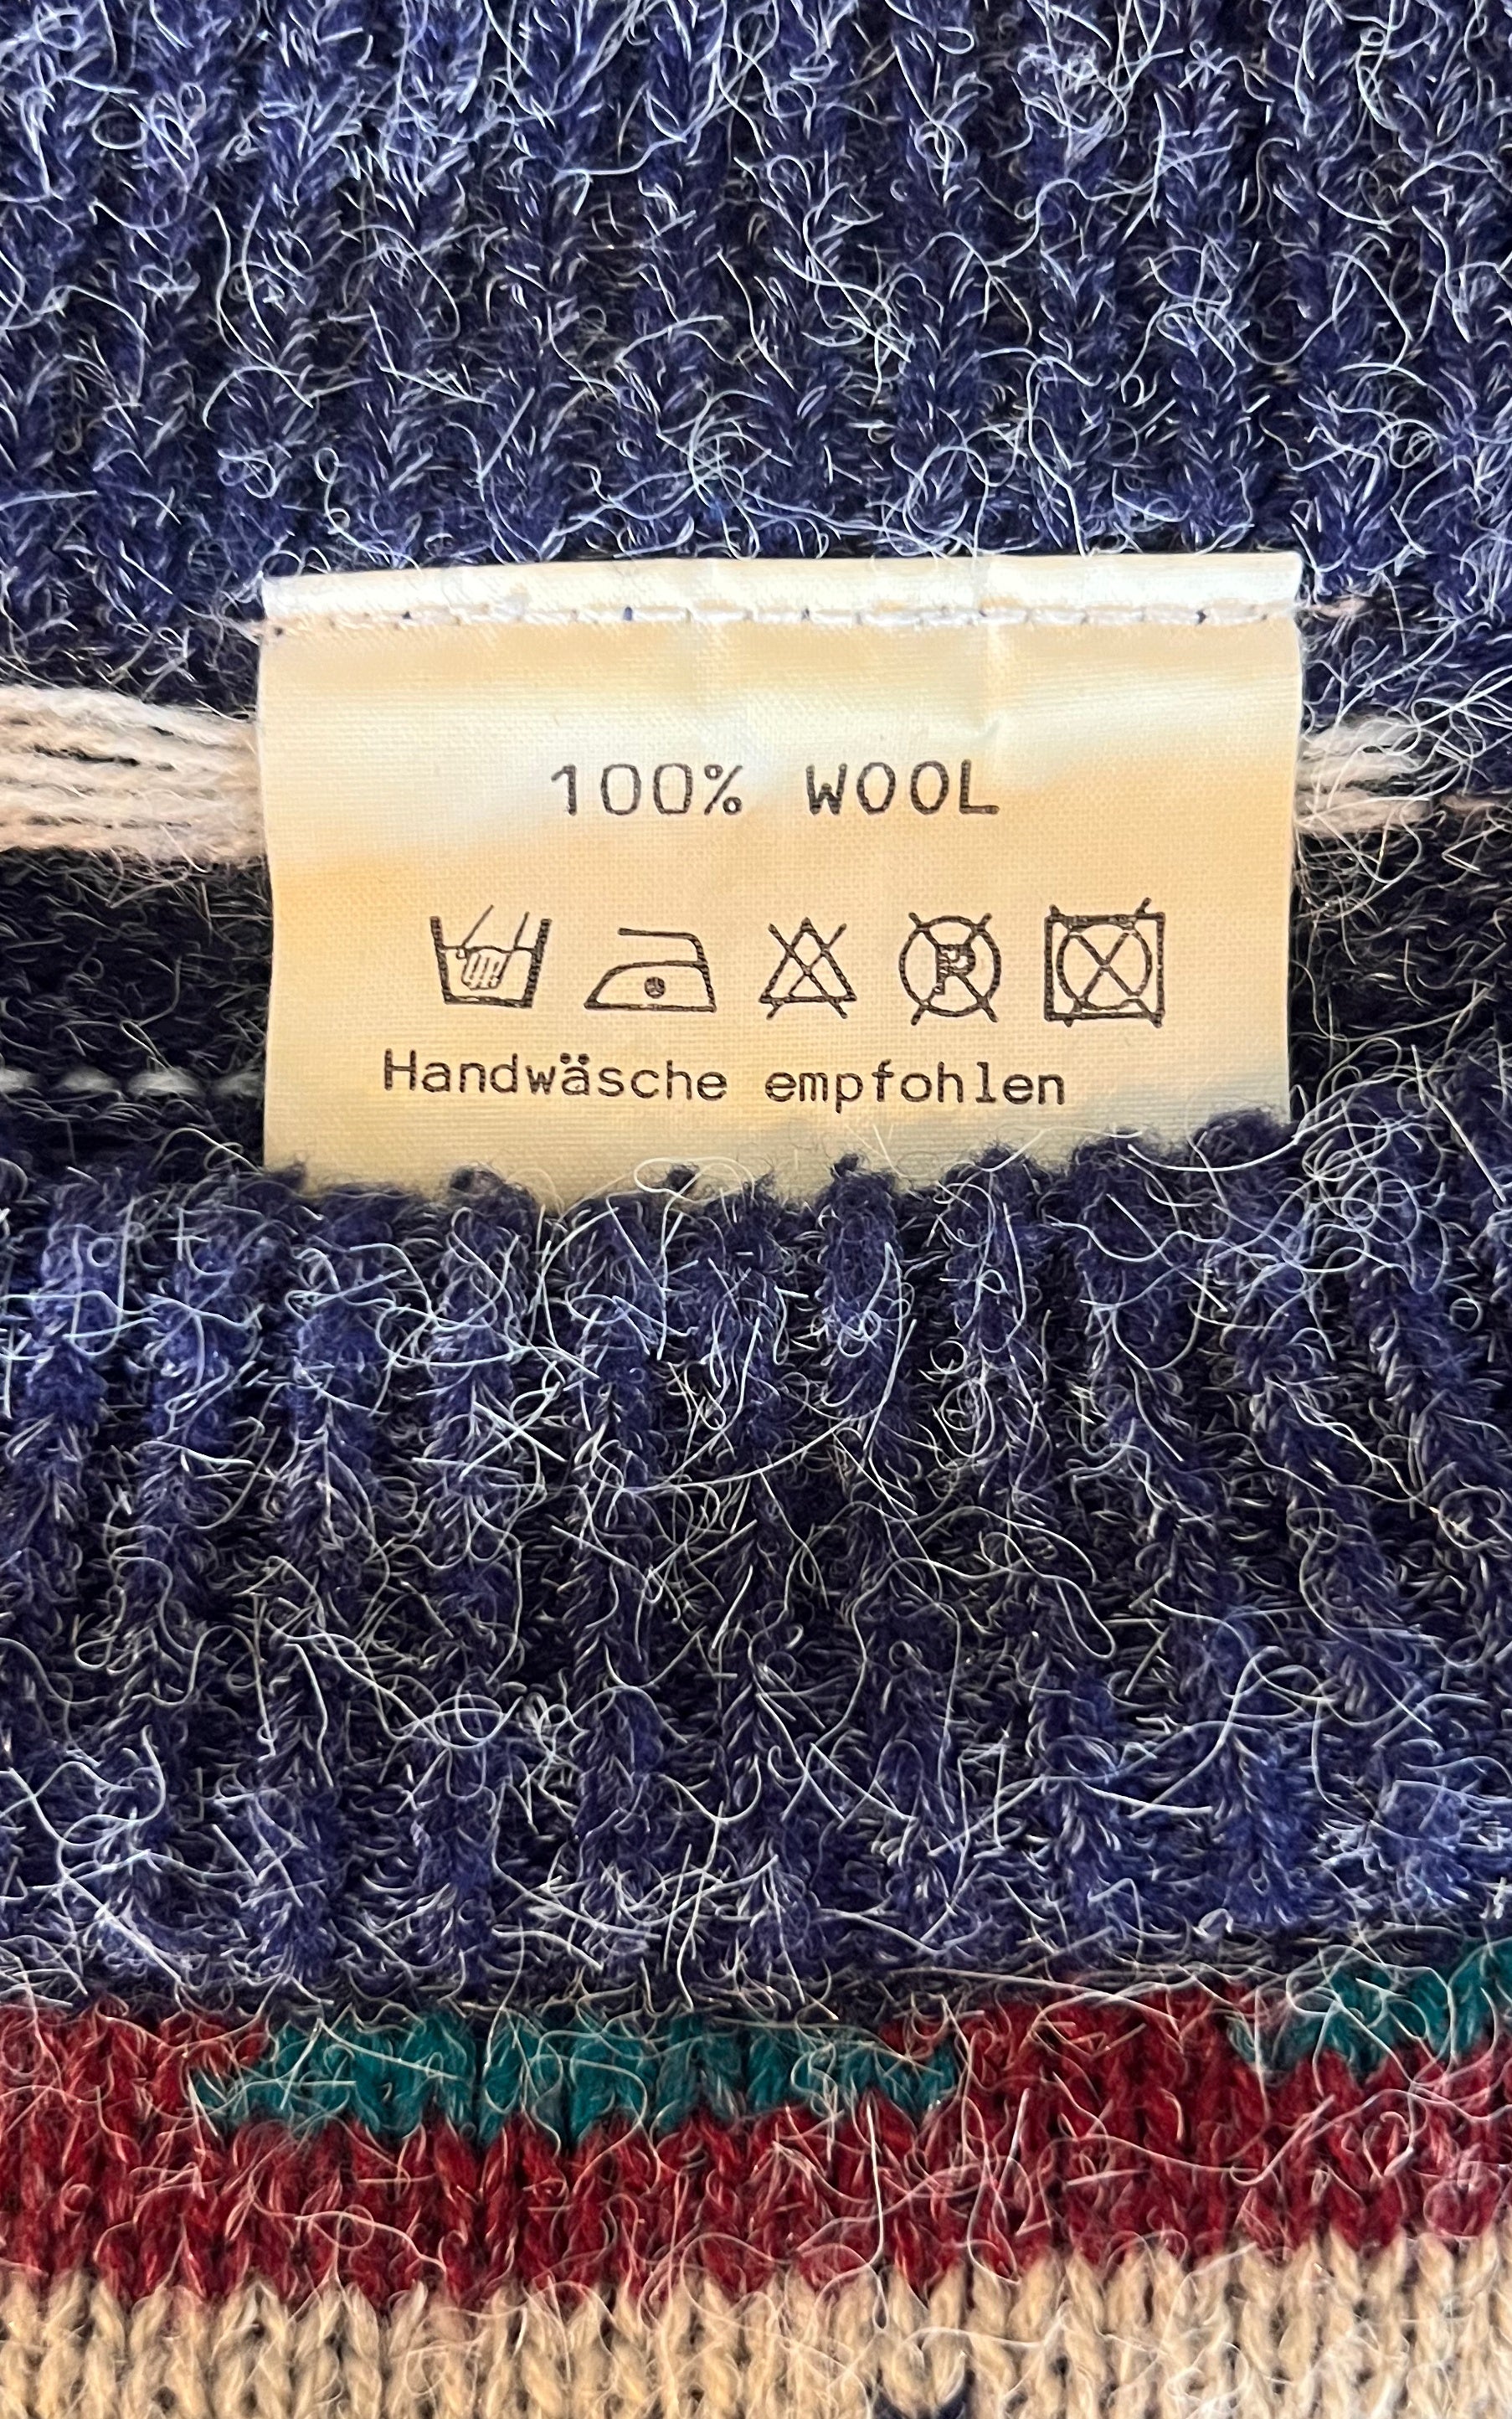 100% WOOL
P
Handwäsche empfohlen